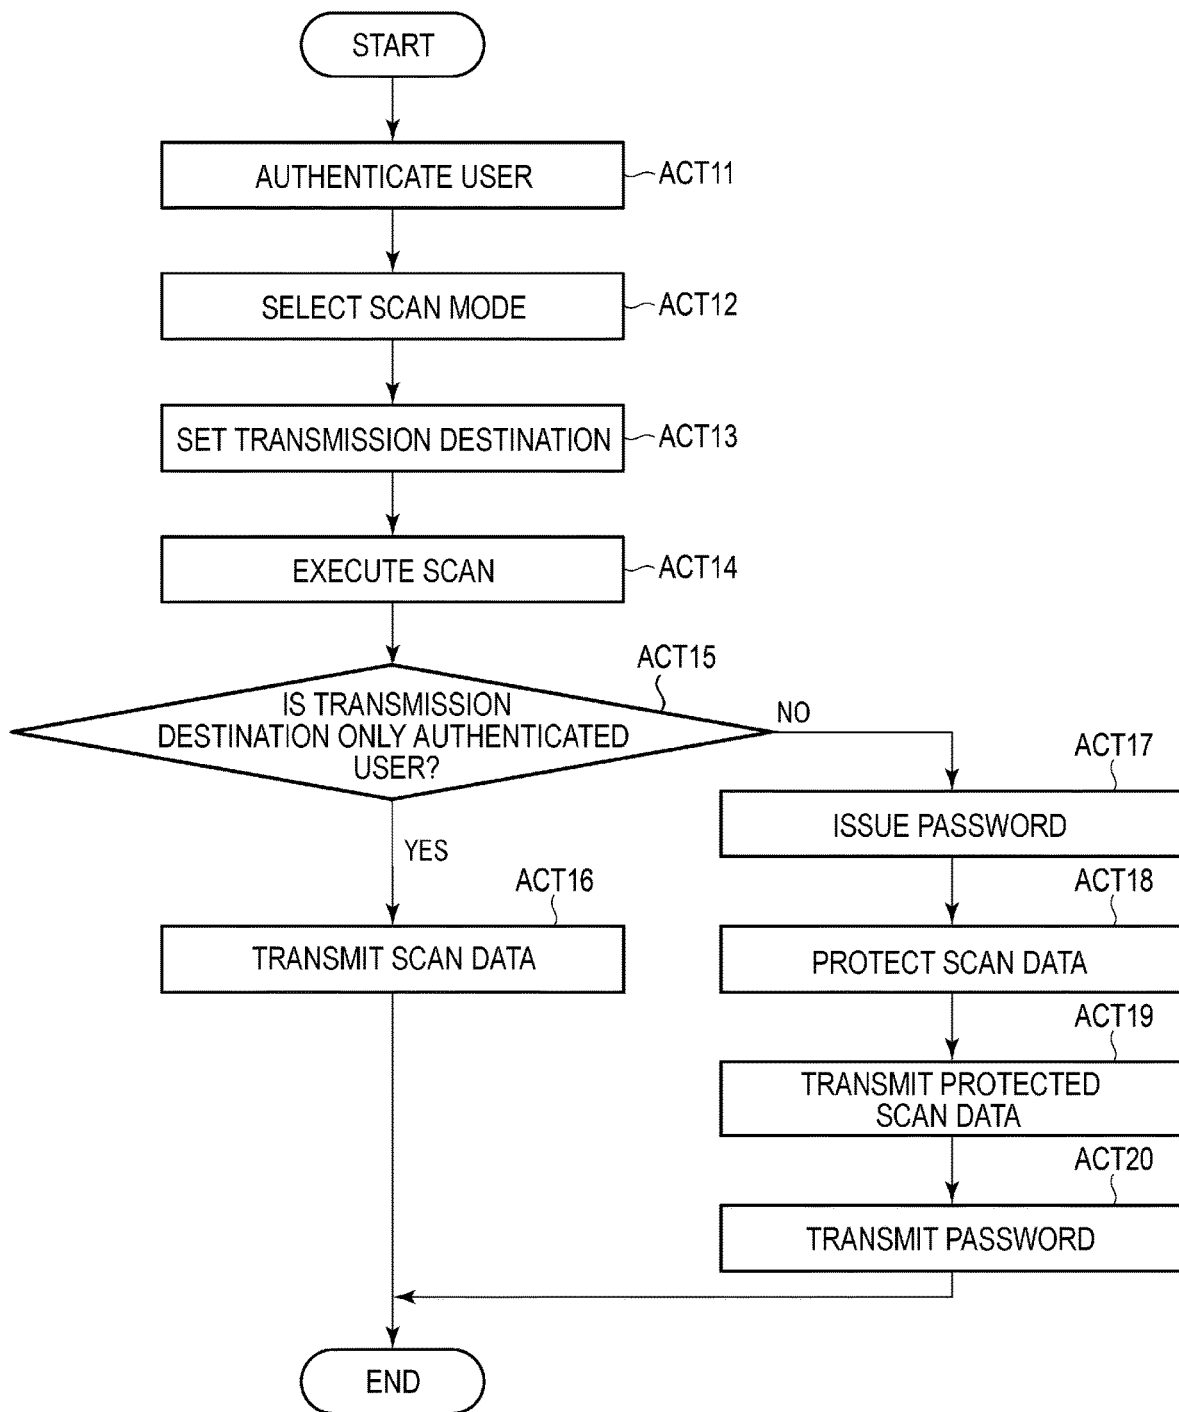 START
AUTHENTICATE USER
ACT11
SELECT SCAN MODE
ACT12
SET TRANSMISSION DESTINATION
ACT13
EXECUTE SCAN
ACT14
ACT15
IS TRANSMISSION
DESTINATION ONLY AUTHENTICATED
USER?
NO
YES
ACT16
TRANSMIT SCAN DATA
ACT17
ISSUE PASSWORD
ACT18
PROTECT SCAN DATA
ACT19
TRANSMIT PROTECTED
SCAN DATA
ACT20
TRANSMIT PASSWORD
END